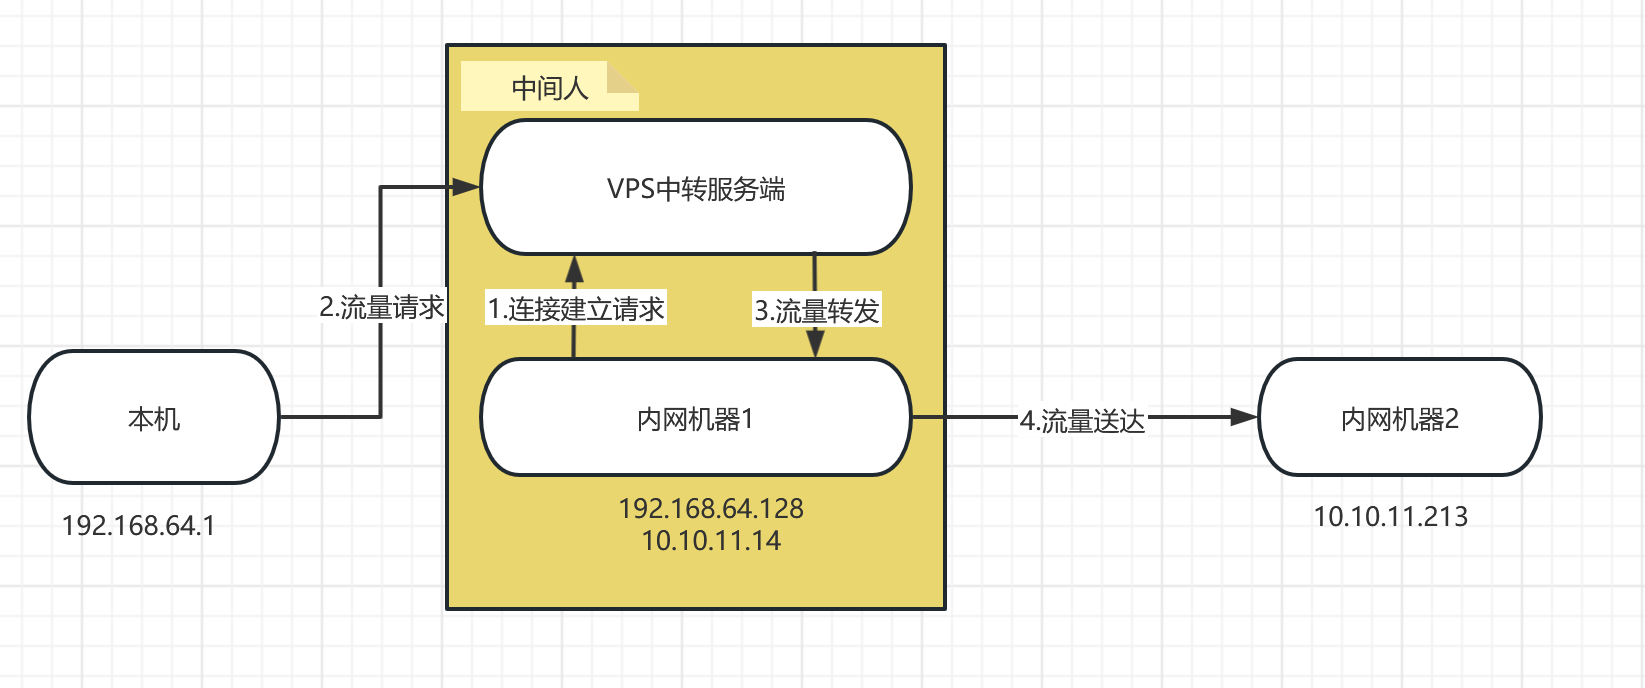 中间人
VPS中转服务端
2.流量请求
1.连接建立请求
3.流量转发
本机
内网机器1
4.流量送达
内网机器2
192.168.64.1
192.168.64.128
10.10.11.14
10.10.11.213